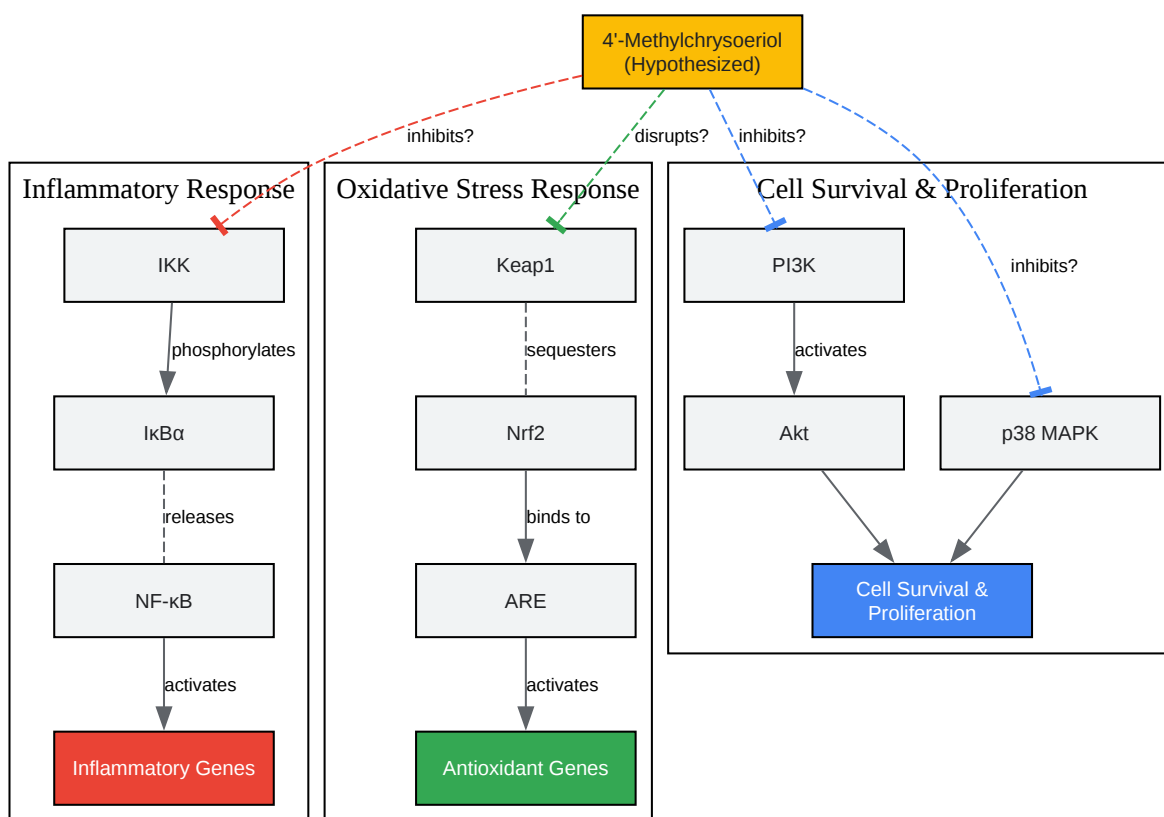 4'-Methylchrysoeriol
(Hypothesized)
inhibits?
disrupts?
inhibits?
Inflammatory Response
Oxidative Stress Response
Cell Survival & Proliferation
IKK
Keap1
PI3K
inhibits?
phosphorylates
sequesters
activates
IκBα
Nrf2
Akt
p38 MAPK
releases
binds to
NF-κB
ARE
Cell Survival &
Proliferation
activates
activates
Inflammatory Genes
Antioxidant Genes